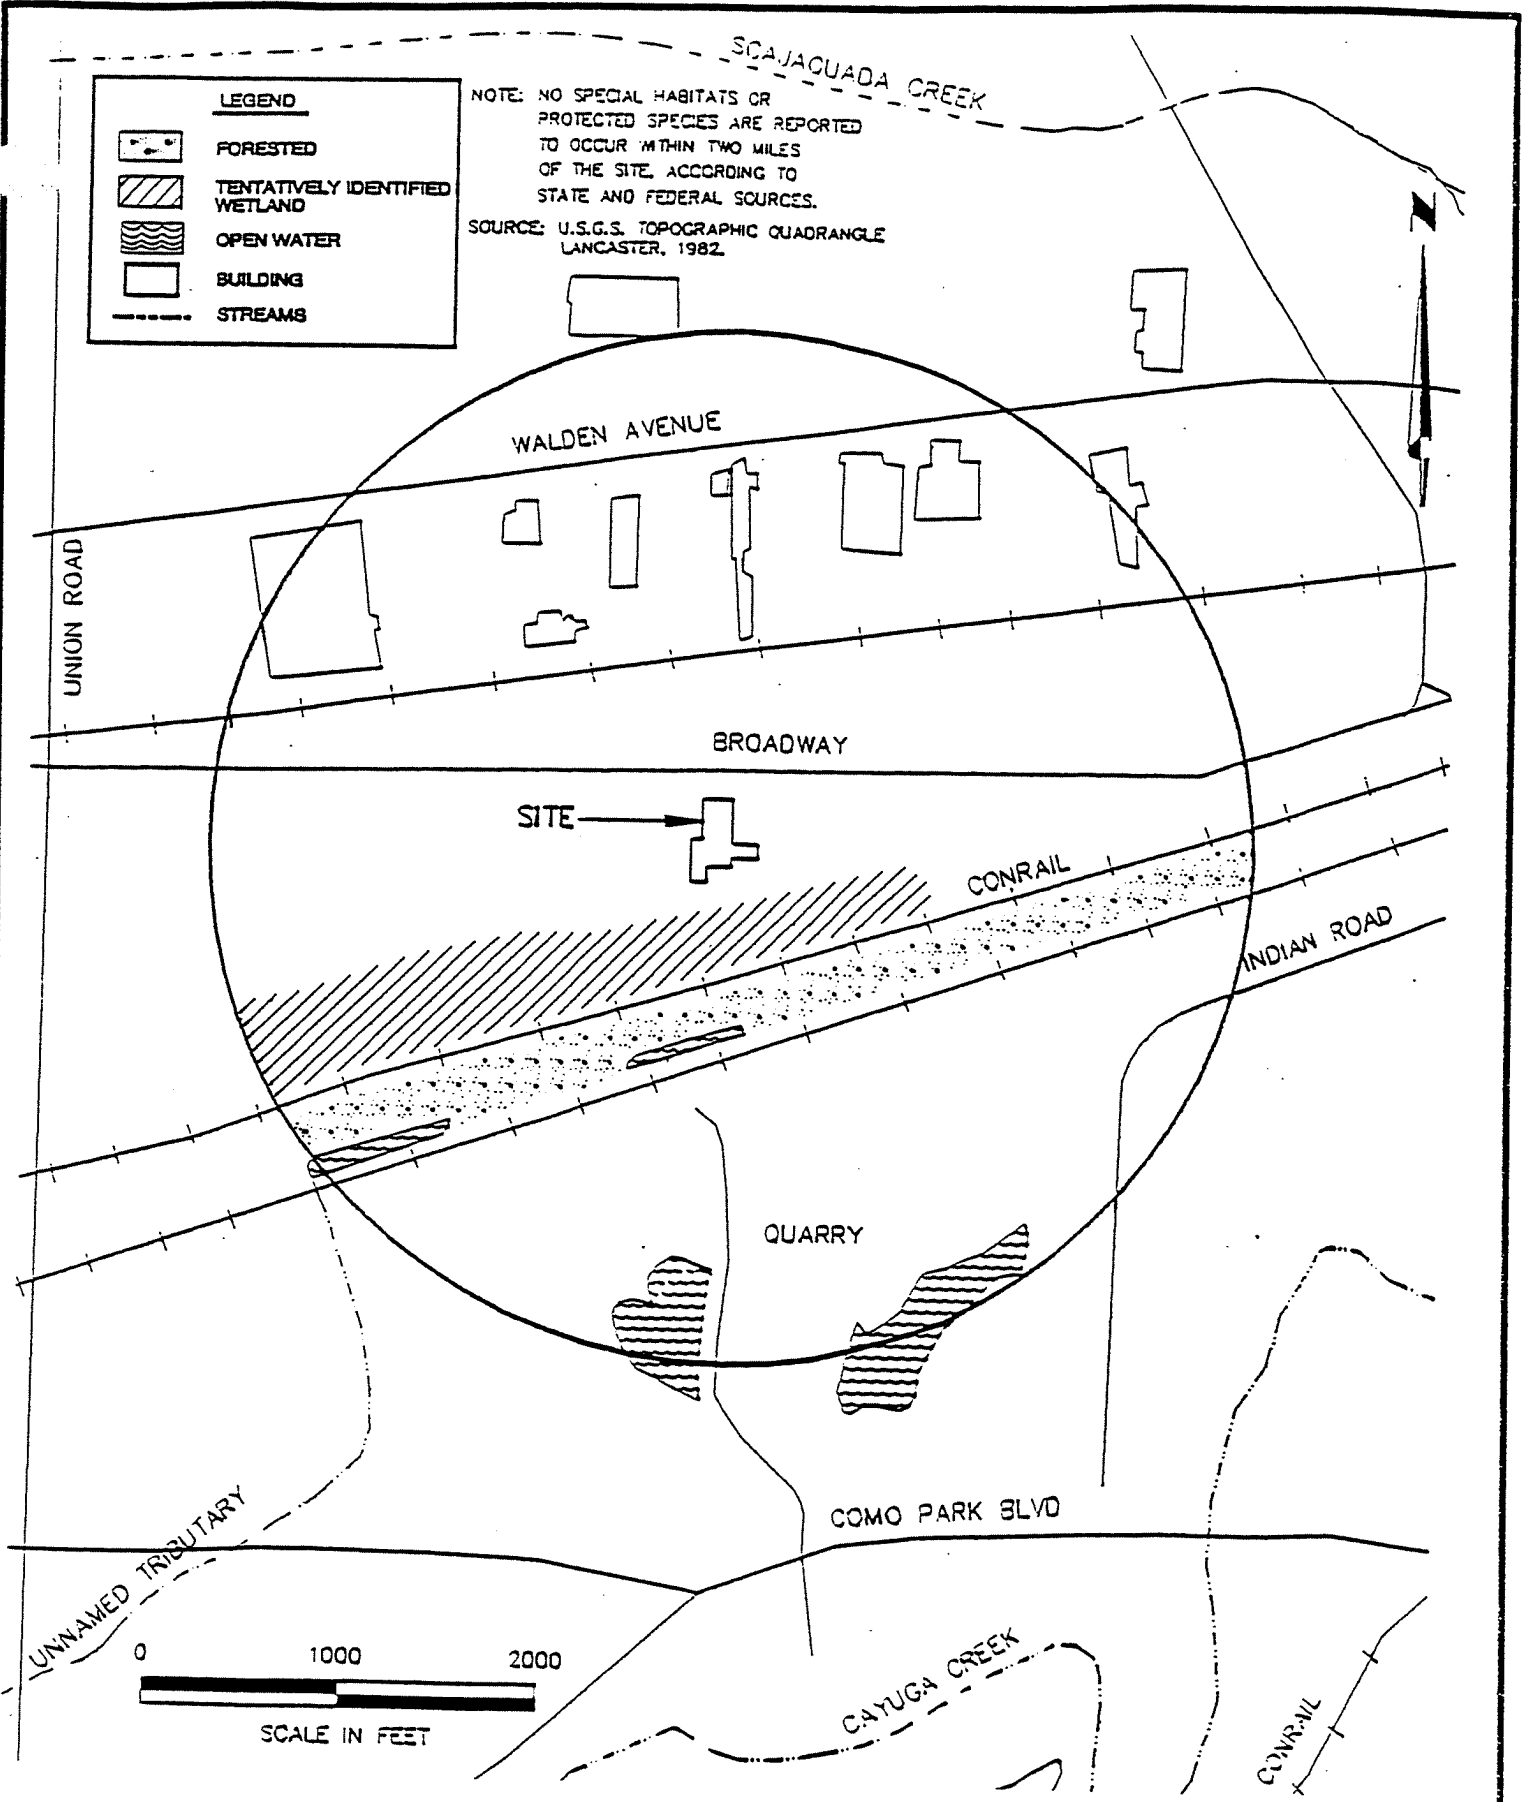 SCAJAQUADA CREEK
LEGEND
FORESTED
TENTATIVELY IDENTIFIED
WETLAND
OPEN WATER
BUILDING
STREAMS
NOTE: NO SPECIAL HABITATS OR
PROTECTED SPECIES ARE REPORTED
TO OCCUR WITHIN TWO MILES
OF THE SITE, ACCORDING TO
STATE AND FEDERAL SOURCES.
SOURCE: U.S.G.S. TOPOGRAPHIC QUADRANGLE
LANCASTER, 1982.
N
WALDEN AVENUE
UNION ROAD
BROADWAY
SITE
CONRAIL
INDIAN ROAD
QUARRY
COMO PARK BLVD
UNNAMED TRIBUTARY
0 1000 2000
SCALE IN FEET
CAYUGA CREEK
CONRAIL